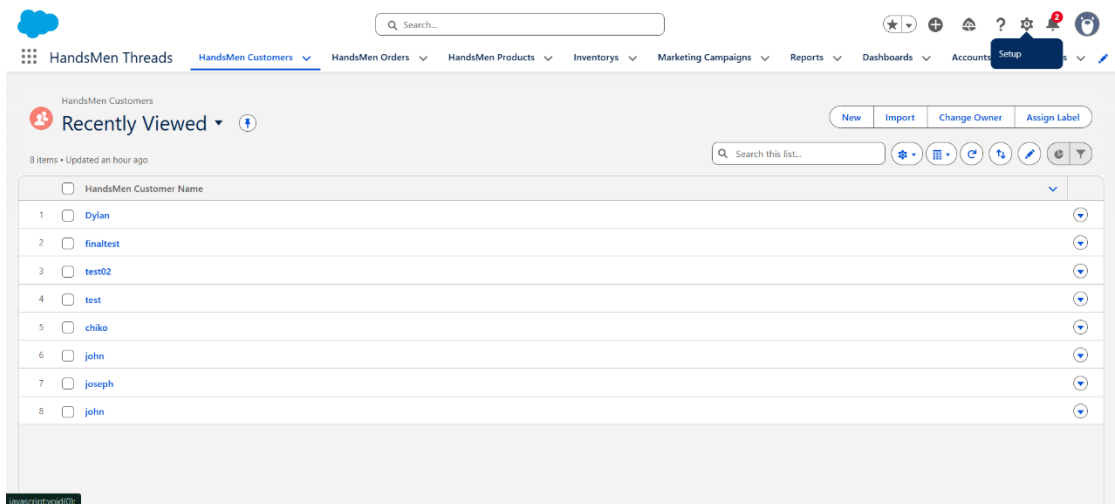 Search...
2
HandsMen Threads HandsMen Customers HandsMen Orders HandsMen Products Inventorys Marketing Campaigns Reports Dashboards Accounts s
Setup
HandsMen Customers
Recently Viewed
New Import Change Owner Assign Label
8 items • Updated an hour ago
Search this list...
HandsMen Customer Name
1 Dylan
2 finaltest
3 test02
4 test
5 chiko
6 john
7 joseph
8 john
javascript:void(0);